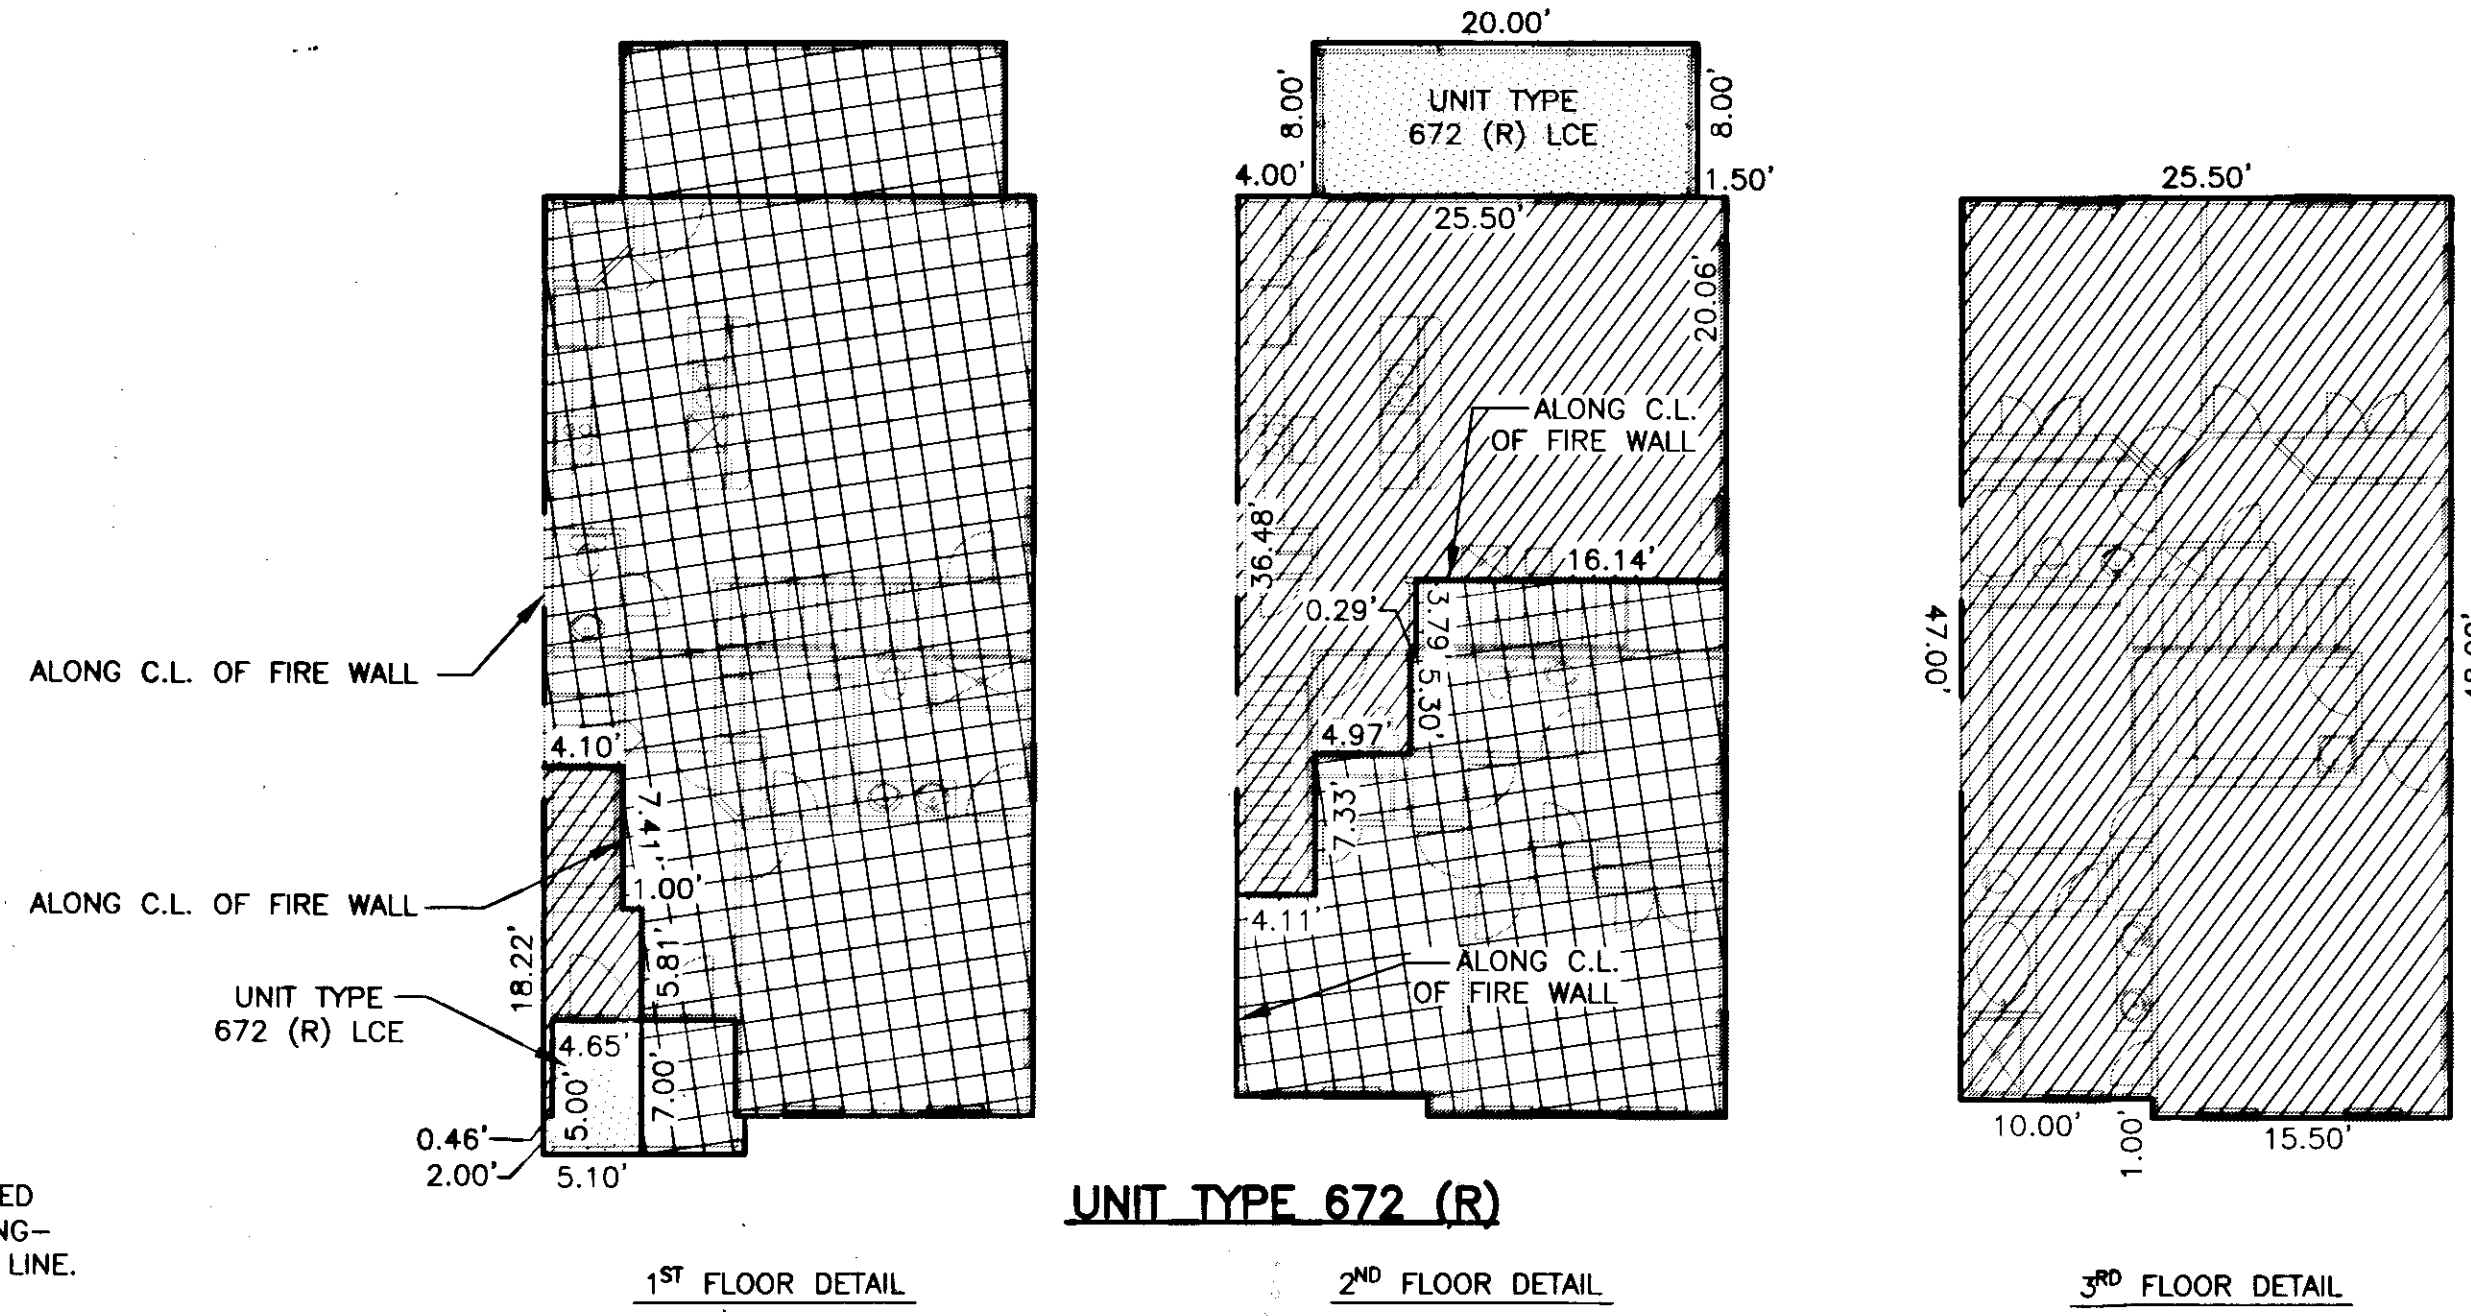 20.00'
8.00'
UNIT TYPE
672 (R) LCE
8.00'
4.00'
1.50'
25.50'
25.50'
20.06'
ALONG C.L.
OF FIRE WALL
36.48'
16.14'
0.29'
3.79'
5.30'
4.97'
7.33'
4.11'
ALONG C.L.
OF FIRE WALL
47.00'
10.00'
1.00'
15.50'
ALONG C.L. OF FIRE WALL
4.10'
7.41'
ALONG C.L. OF FIRE WALL
1.00'
18.22'
5.81'
UNIT TYPE
672 (R) LCE
4.65'
5.00'
7.00'
0.46'
2.00'
5.10'
ED
NG-
LINE.
UNIT TYPE 672 (R)
1ST FLOOR DETAIL
2ND FLOOR DETAIL
3RD FLOOR DETAIL